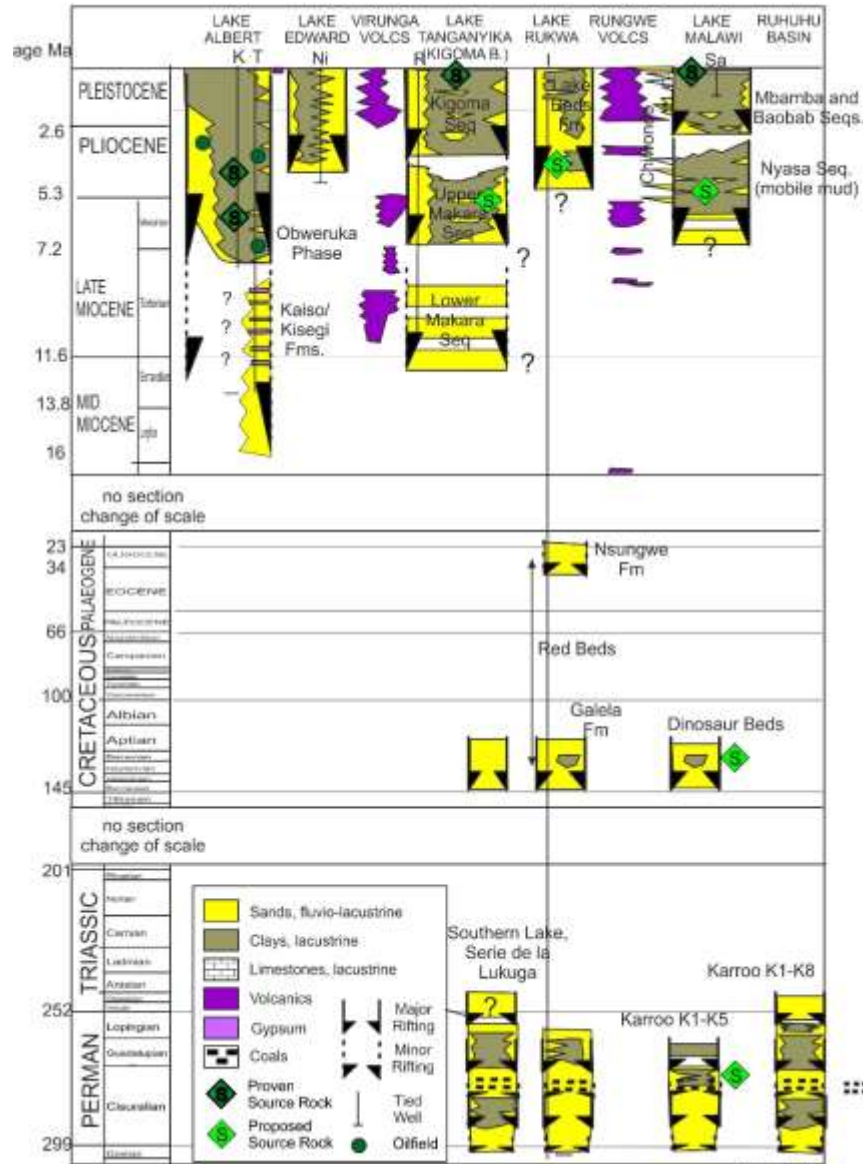 age Ma
LAKE ALBERT
K T
LAKE EDWARD
Ni
VIRUNGA VOLCS
LAKE TANGANYIKA (KIGOMA B.)
R
LAKE RUKWA
I
RUNGWE VOLCS
LAKE MALAWI
Sa
RUHUHU BASIN
PLEISTOCENE
2.6
PLIOCENE
5.3
7.2
LATE MIOCENE
11.6
13.8
MID MIOCENE
16
S
Kigoma Seq
Lake Beds Fm
S
Mbamba and Baobab Seqs.
Nyasa Seq. (mobile mud)
S
S
Upper Makara Seq
S
S
S
?
?
?
?
Obweruka Phase
Kaiso/ Kisegi Fms.
?
?
?
Lower Makara Seq
no section
change of scale
23
34
66
100
145
PALAEOGENE
CRETACEOUS
EOCENE
PALEOCENE
Campanian
Albian
Aptian
Nsungwe Fm
Red Beds
Galela Fm
Dinosaur Beds
S
no section
change of scale
201
252
299
TRIASSIC
PERMAN
Norian
Carnian
Ladinian
Anisian
Lopingian
Guadalupian
Cisuralian
Sands, fluvio-lacustrine
Clays, lacustrine
Limestones, lacustrine
Volcanics
Gypsum
Coals
S Proven Source Rock
S Proposed Source Rock
Major Rifting
Minor Rifting
Tied Well
Oilfield
Southern Lake,
Serie de la
Lukuga
?
Karroo K1-K5
S
Karroo K1-K8